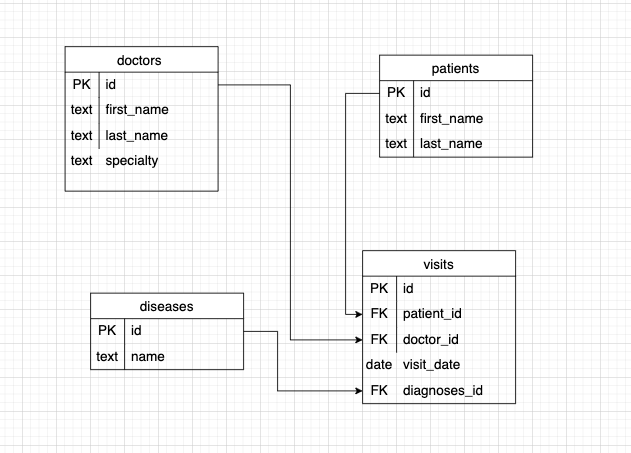 doctors
PK id
text first_name
text last_name
text specialty
patients
PK id
text first_name
text last_name
visits
PK id
FK patient_id
FK doctor_id
date visit_date
FK diagnoses_id
diseases
PK id
text name